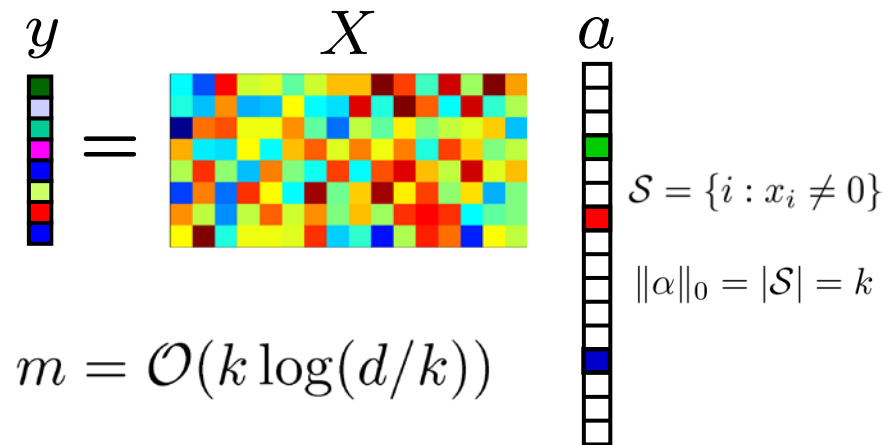 y = X a
S = {i : x_i ≠ 0}
‖α‖_0 = |S| = k
m = O(k log(d/k))